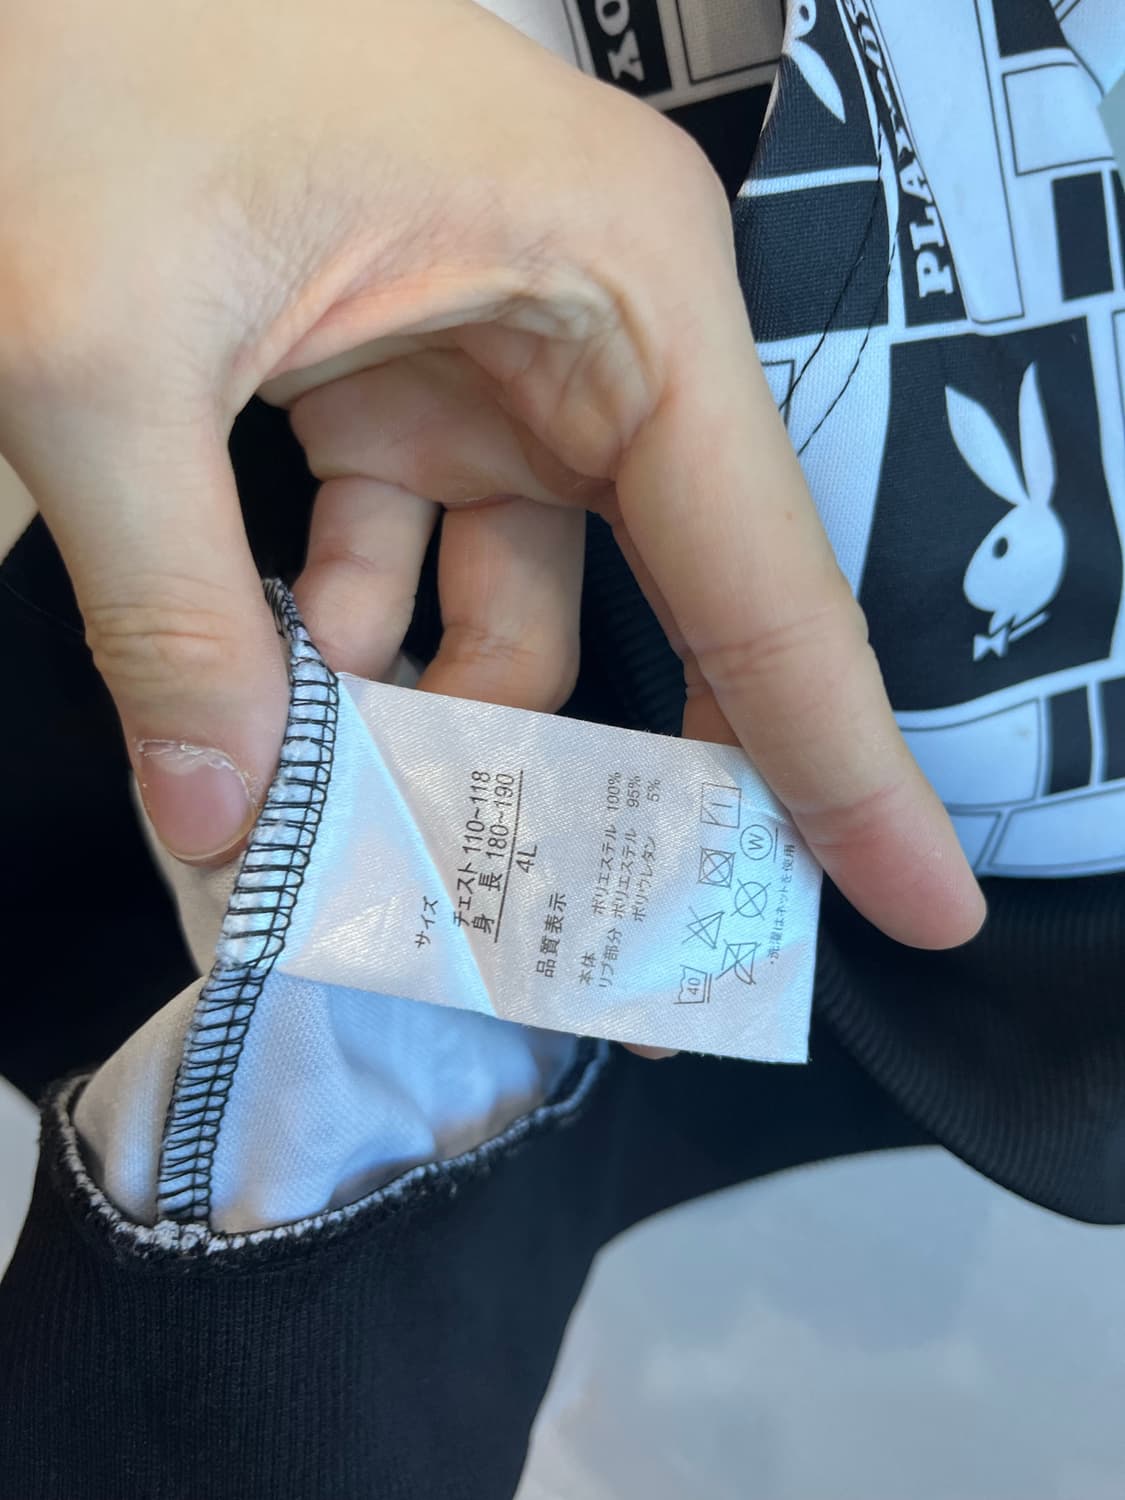 サイズ
チェスト 110~118
身 長 180~190
4L
品質表示
本体 ポリエステル 100%
リブ部分 ポリエステル 95%
ポリウレタン 5%
40
W
・洗濯はネットを使用
PLAY